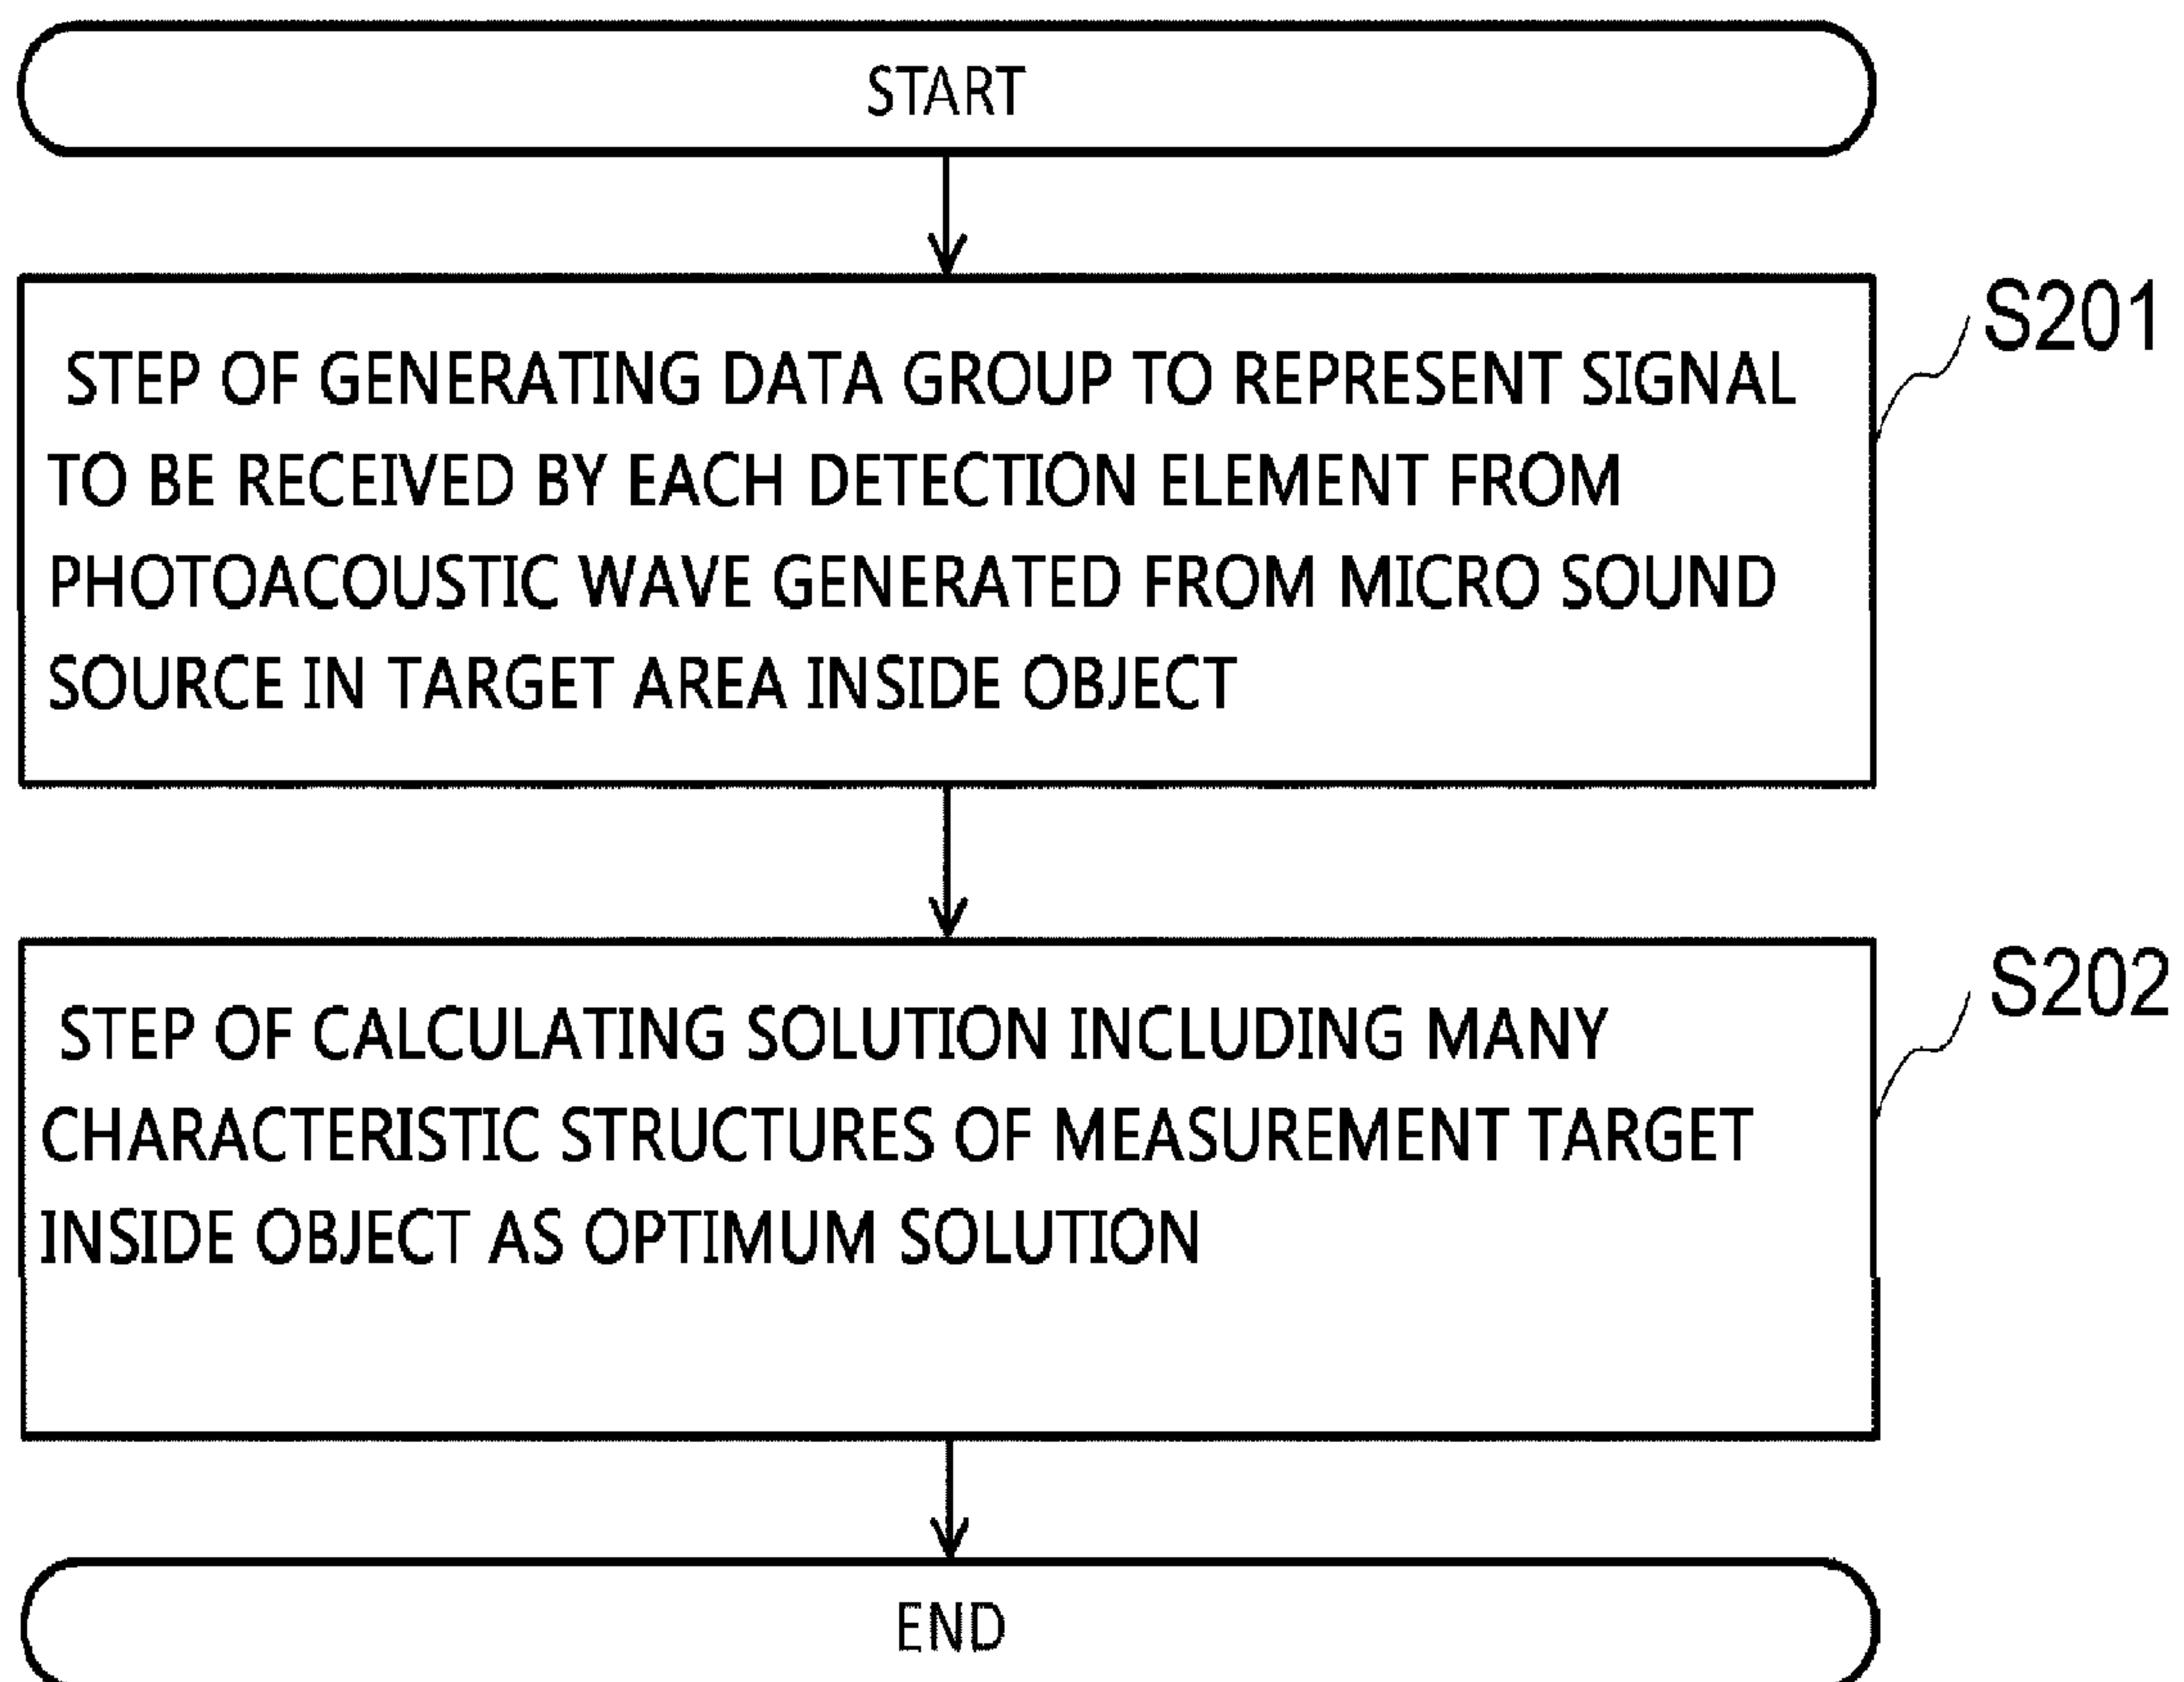 START
S201
STEP OF GENERATING DATA GROUP TO REPRESENT SIGNAL
TO BE RECEIVED BY EACH DETECTION ELEMENT FROM
PHOTOACOUSTIC WAVE GENERATED FROM MICRO SOUND
SOURCE IN TARGET AREA INSIDE OBJECT
S202
STEP OF CALCULATING SOLUTION INCLUDING MANY
CHARACTERISTIC STRUCTURES OF MEASUREMENT TARGET
INSIDE OBJECT AS OPTIMUM SOLUTION
END